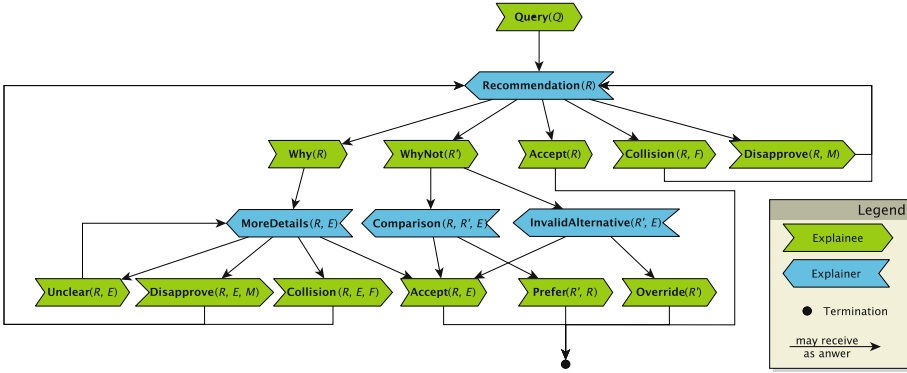 Query(Q)
Recommendation(R)
Why(R)
WhyNot(R')
Accept(R)
Collision(R, F)
Disapprove(R, M)
MoreDetails(R, E)
Comparison(R, R', E)
InvalidAlternative(R', E)
Unclear(R, E)
Disapprove(R, E, M)
Collision(R, E, F)
Accept(R, E)
Prefer(R', R)
Override(R')
Legend
Explainee
Explainer
Termination
may receive
as anwer